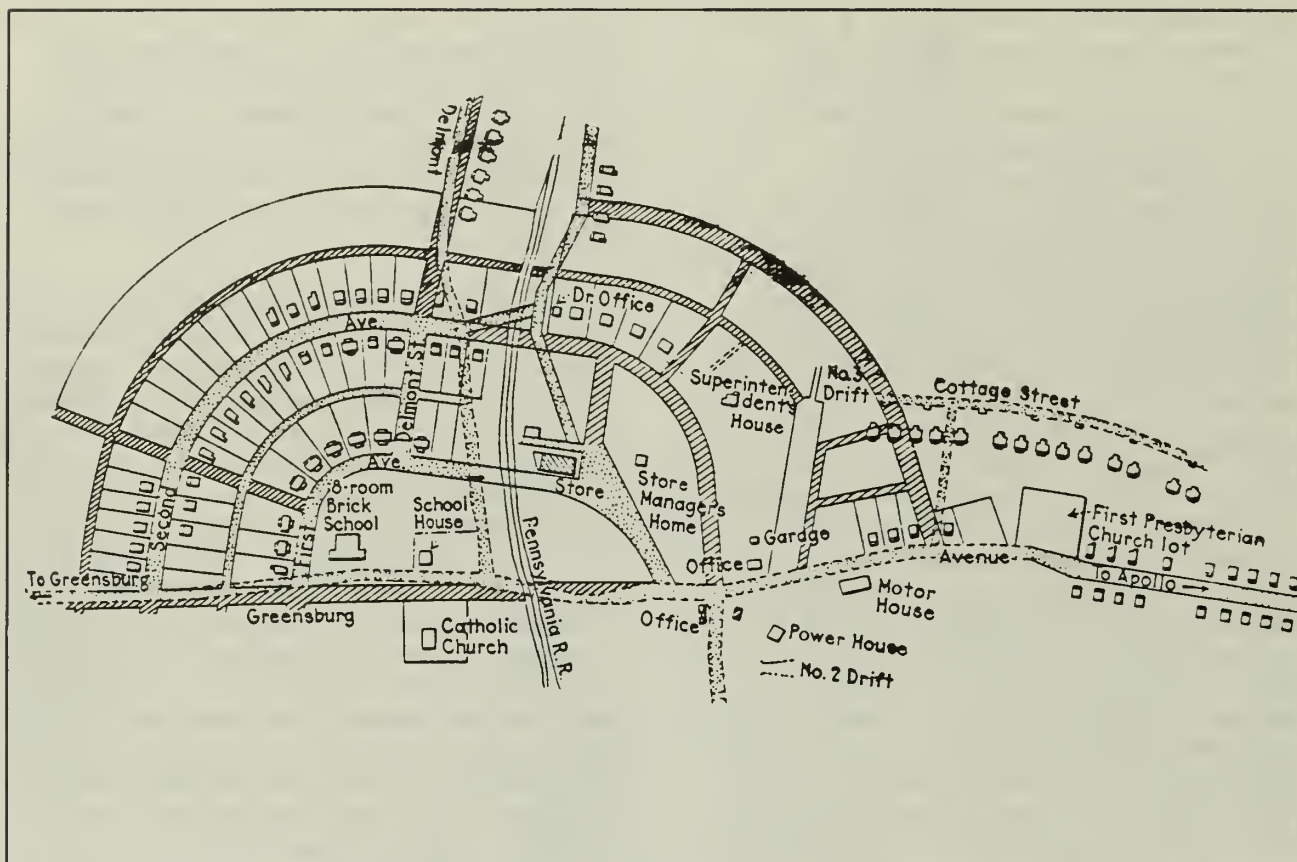 Delmont
Dr. Office
Ave.
Delmont St.
No. 3
Drift
Cottage Street
Superinten-
dent's
House
Ave.
Store
Store
Managers
Home
8-room
Brick
School
School
House
Second
First
First Presbyterian
Church lot
Garage
Office
Avenue
To Greensburg
To Apollo
Motor
House
Greensburg
Pennsylvania R.R.
Office
Catholic
Church
Power House
No. 2 Drift